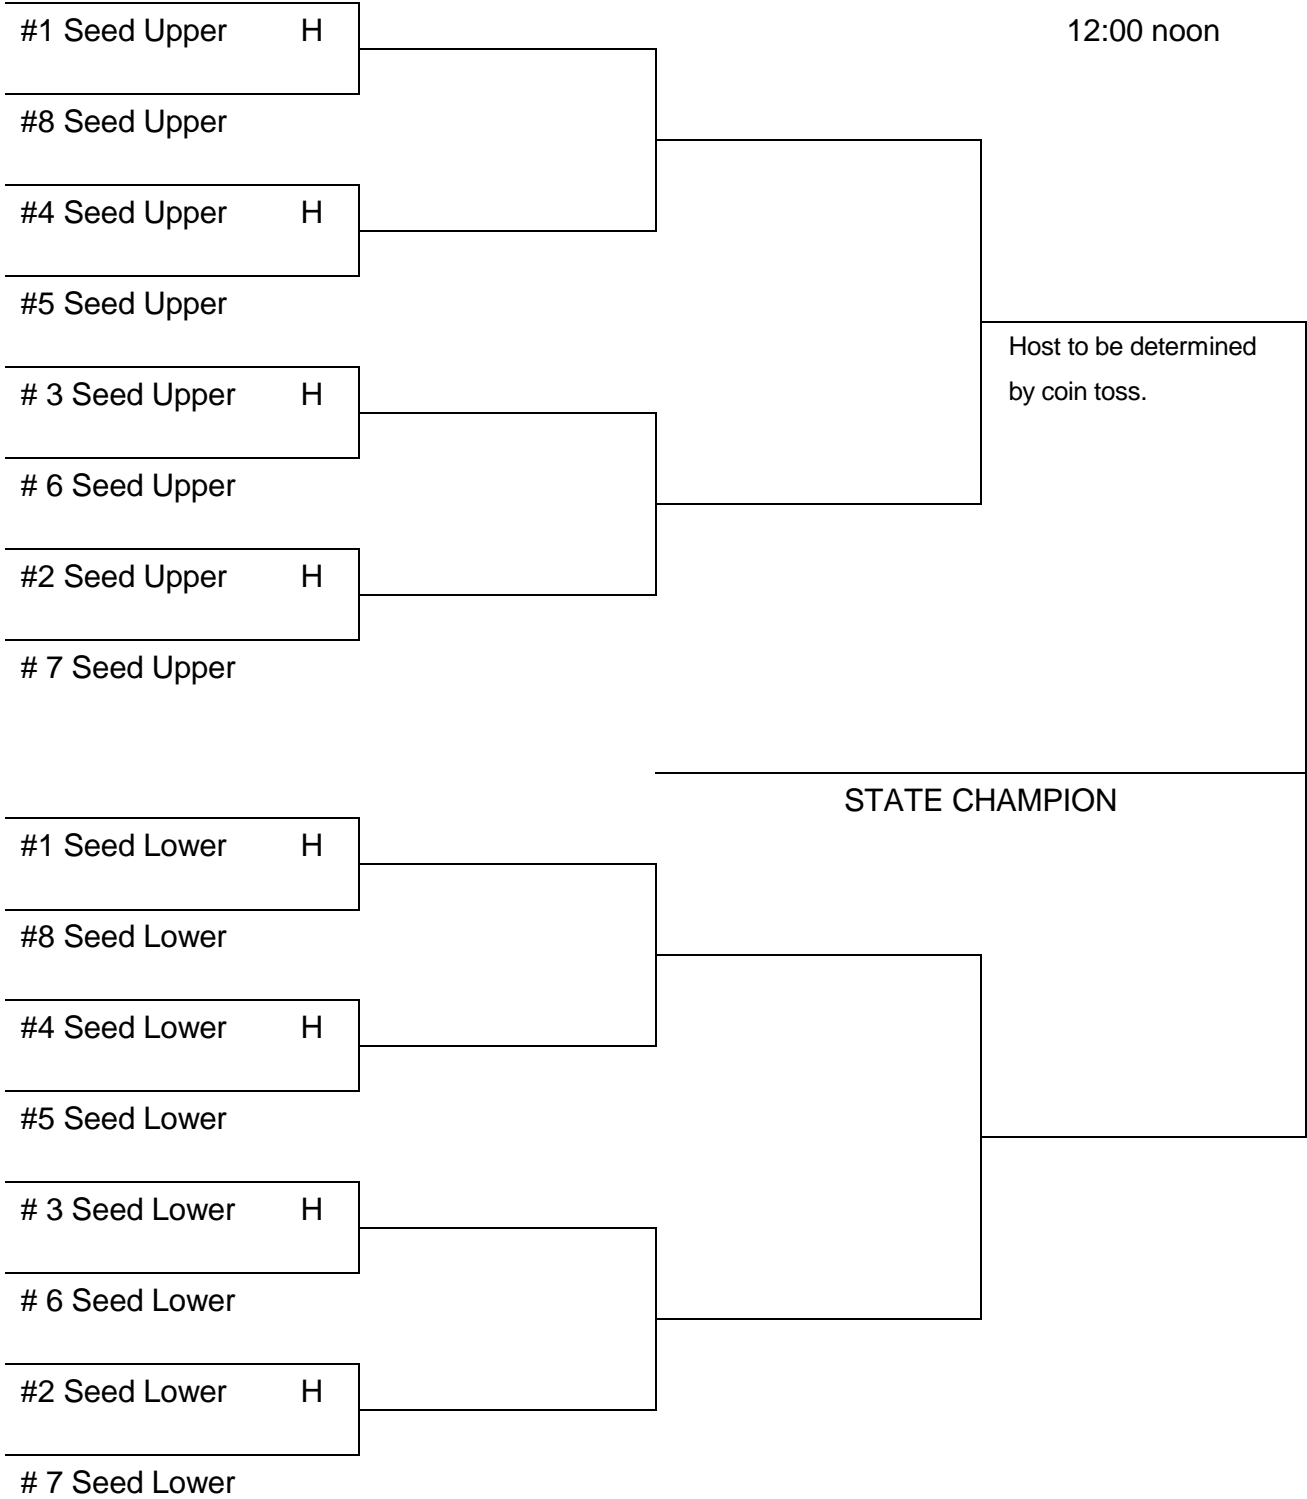 #1 Seed Upper H 12:00 noon
#8 Seed Upper
#4 Seed Upper H
#5 Seed Upper
Host to be determined
by coin toss.
# 3 Seed Upper H
# 6 Seed Upper
#2 Seed Upper H
# 7 Seed Upper
STATE CHAMPION
#1 Seed Lower H
#8 Seed Lower
#4 Seed Lower H
#5 Seed Lower
# 3 Seed Lower H
# 6 Seed Lower
#2 Seed Lower H
# 7 Seed Lower